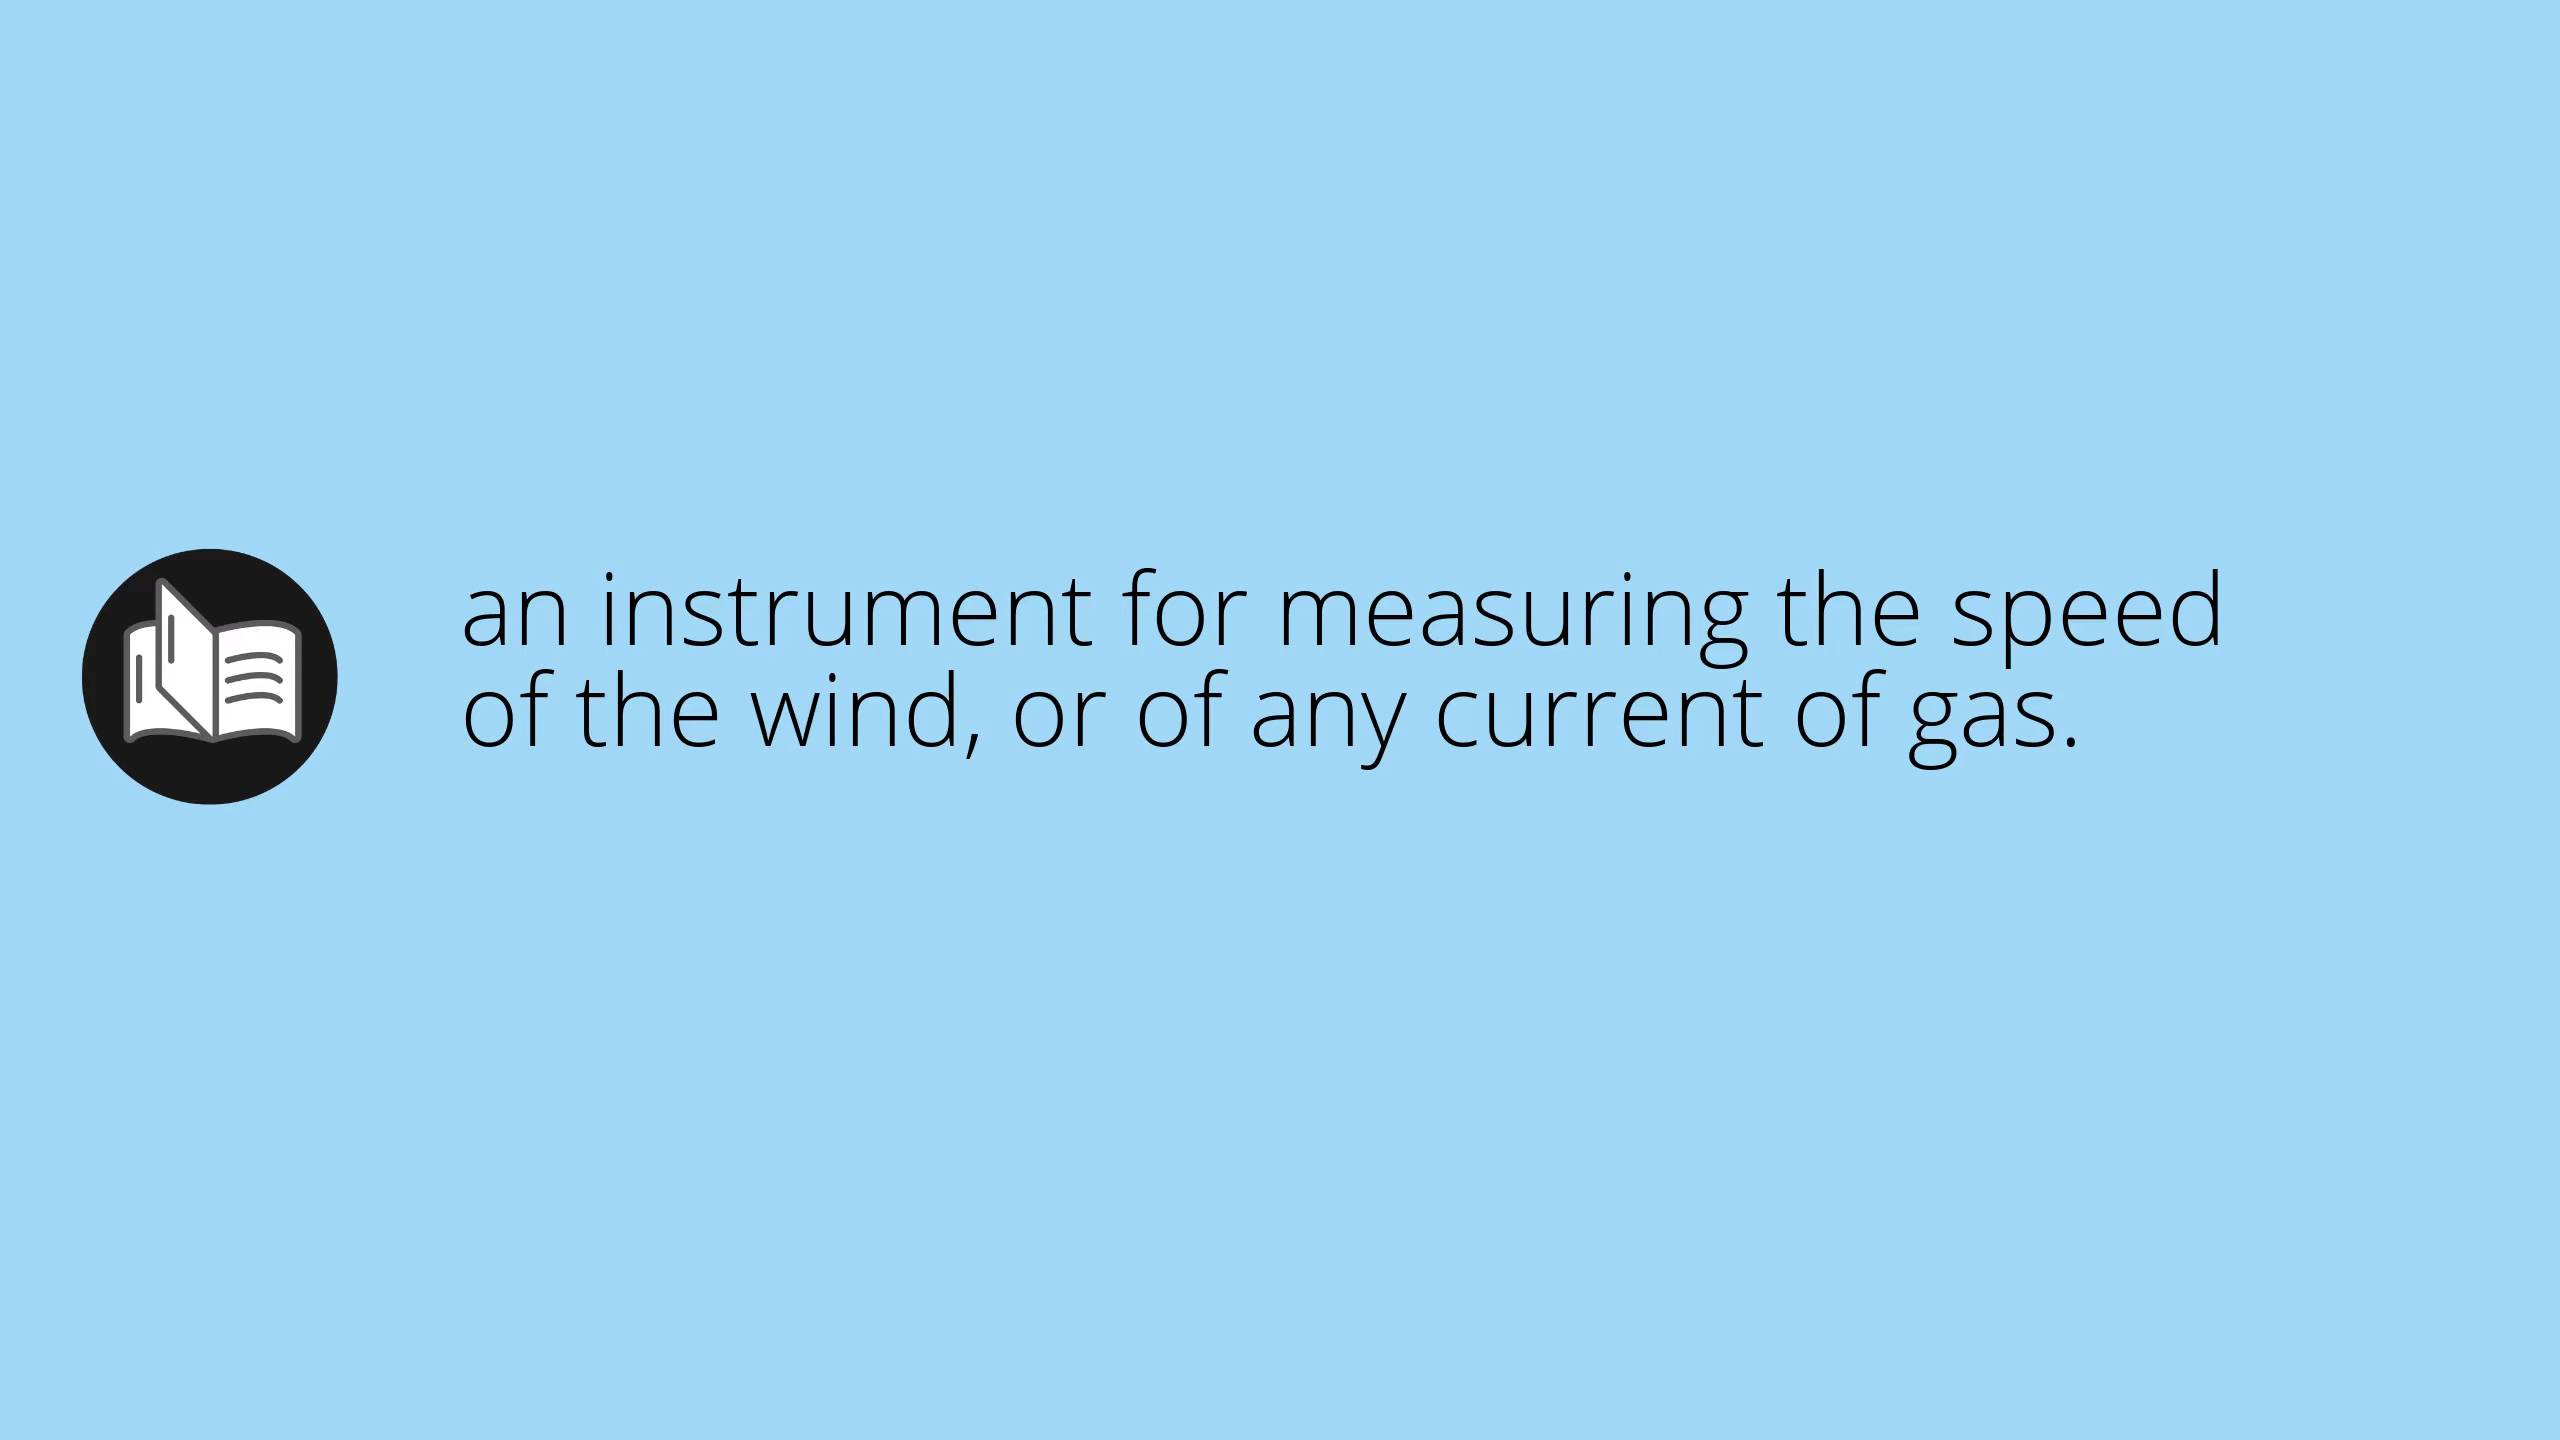 an instrument for measuring the speed
of the wind, or of any current of gas.